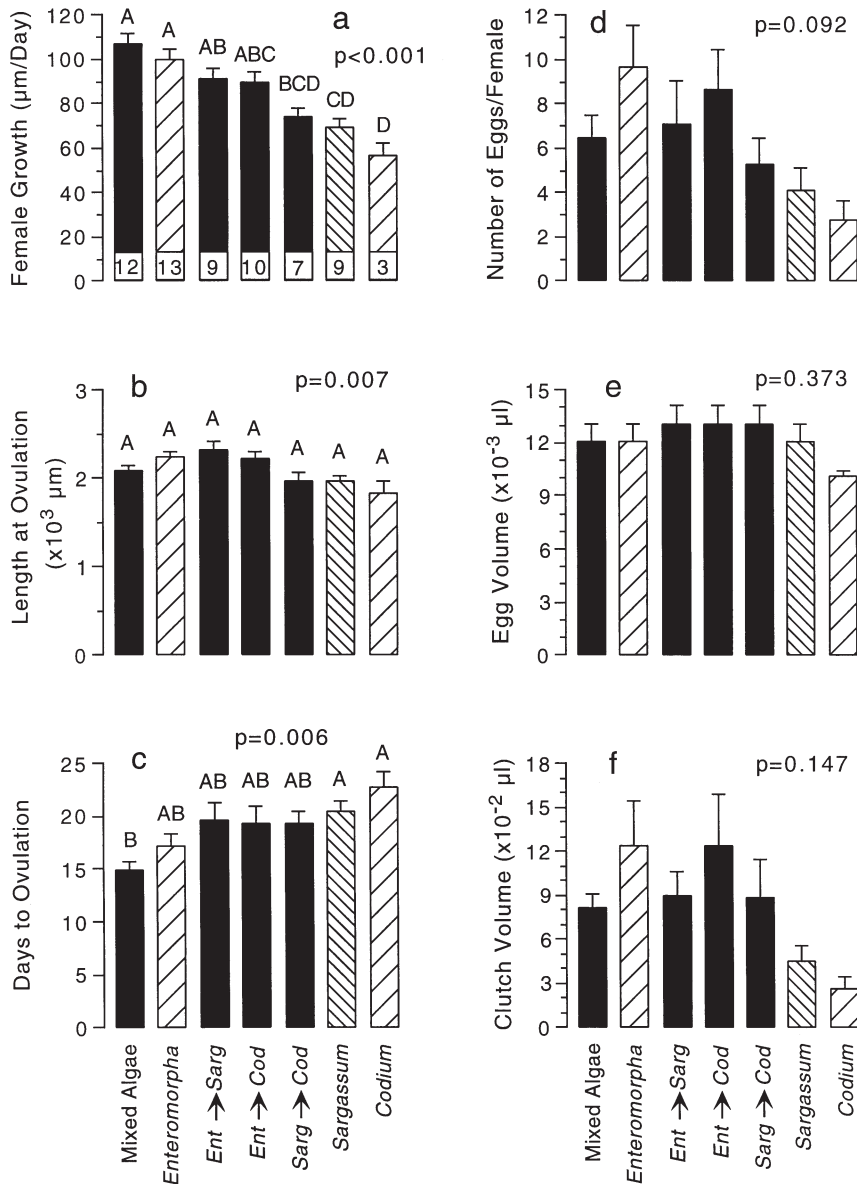 a
p<0.001
Female Growth (µm/Day)
120
100
80
60
40
20
0
A
A
AB
ABC
BCD
CD
D
12
13
9
10
7
9
3
d
p=0.092
Number of Eggs/Female
12
10
8
6
4
2
0
b
p=0.007
Length at Ovulation
(x10³ µm)
3
2
1
0
A
A
A
A
A
A
A
e
p=0.373
Egg Volume (x10⁻³ µl)
15
12
9
6
3
0
c
p=0.006
Days to Ovulation
25
20
15
10
5
0
B
AB
AB
AB
AB
A
A
Mixed Algae
Enteromorpha
Ent → Sarg
Ent → Cod
Sarg → Cod
Sargassum
Codium
f
p=0.147
Clutch Volume (x10⁻² µl)
18
15
12
9
6
3
0
Mixed Algae
Enteromorpha
Ent → Sarg
Ent → Cod
Sarg → Cod
Sargassum
Codium